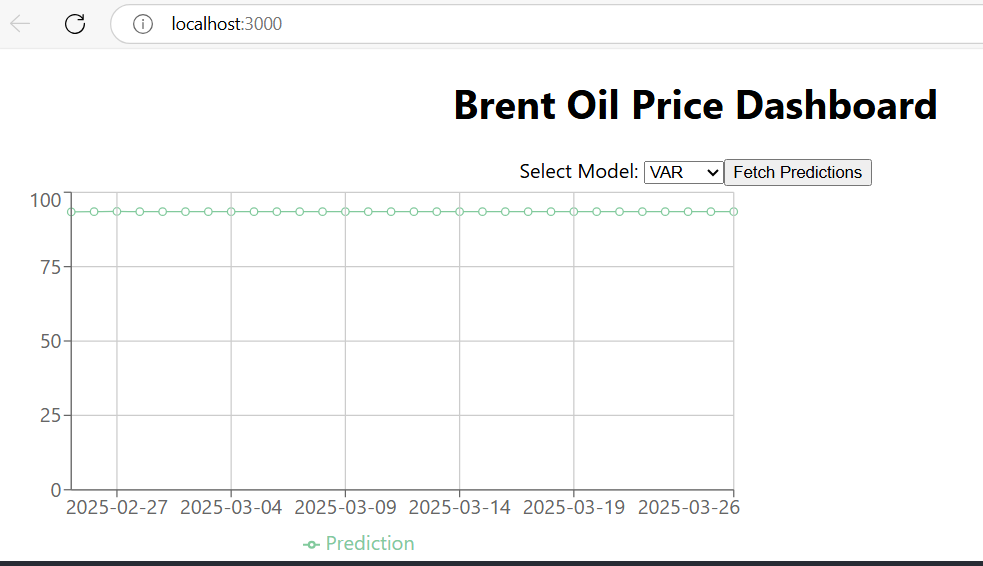 localhost:3000
Brent Oil Price Dashboard
Select Model: VAR Fetch Predictions
100
75
50
25
0
2025-02-27 2025-03-04 2025-03-09 2025-03-14 2025-03-19 2025-03-26
Prediction